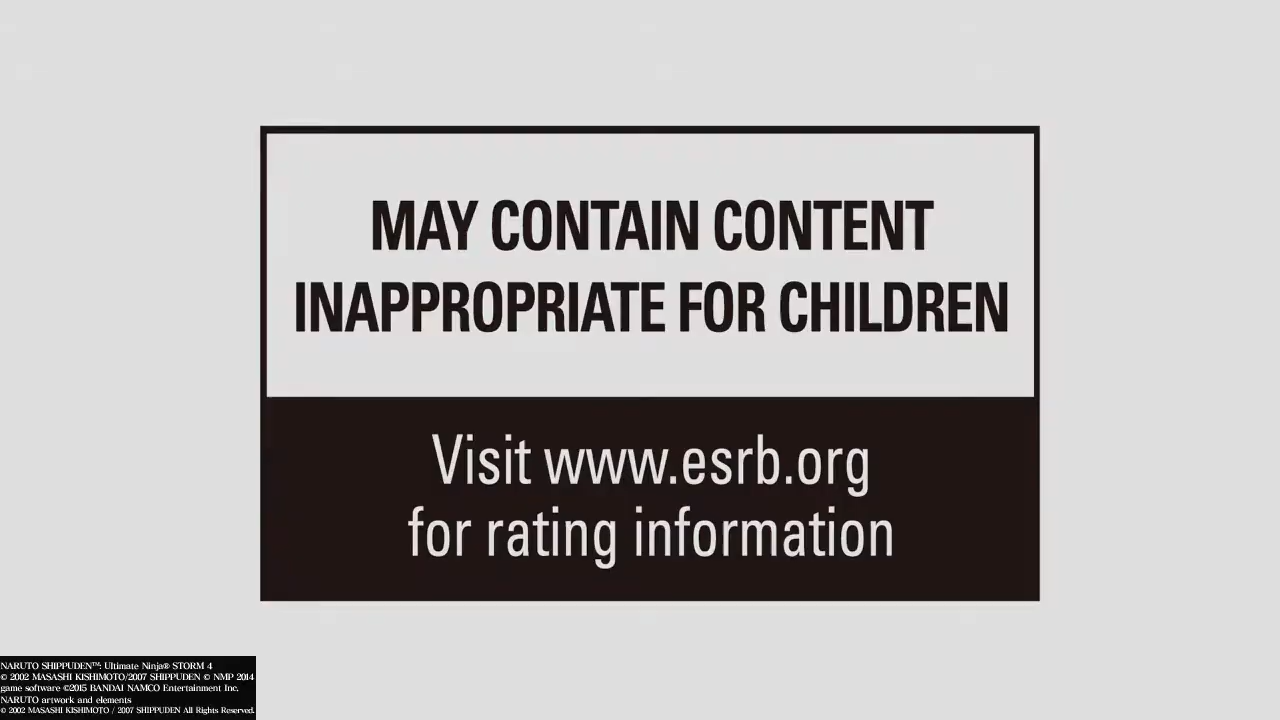 MAY CONTAIN CONTENT
INAPPROPRIATE FOR CHILDREN
Visit www.esrb.org
for rating information
NARUTO SHIPPUDEN™: Ultimate Ninja® STORM 4
© 2002 MASASHI KISHIMOTO/2007 SHIPPUDEN © NMP 2014
game software ©2015 BANDAI NAMCO Entertainment Inc.
NARUTO artwork and elements
© 2002 MASASHI KISHIMOTO / 2007 SHIPPUDEN All Rights Reserved.